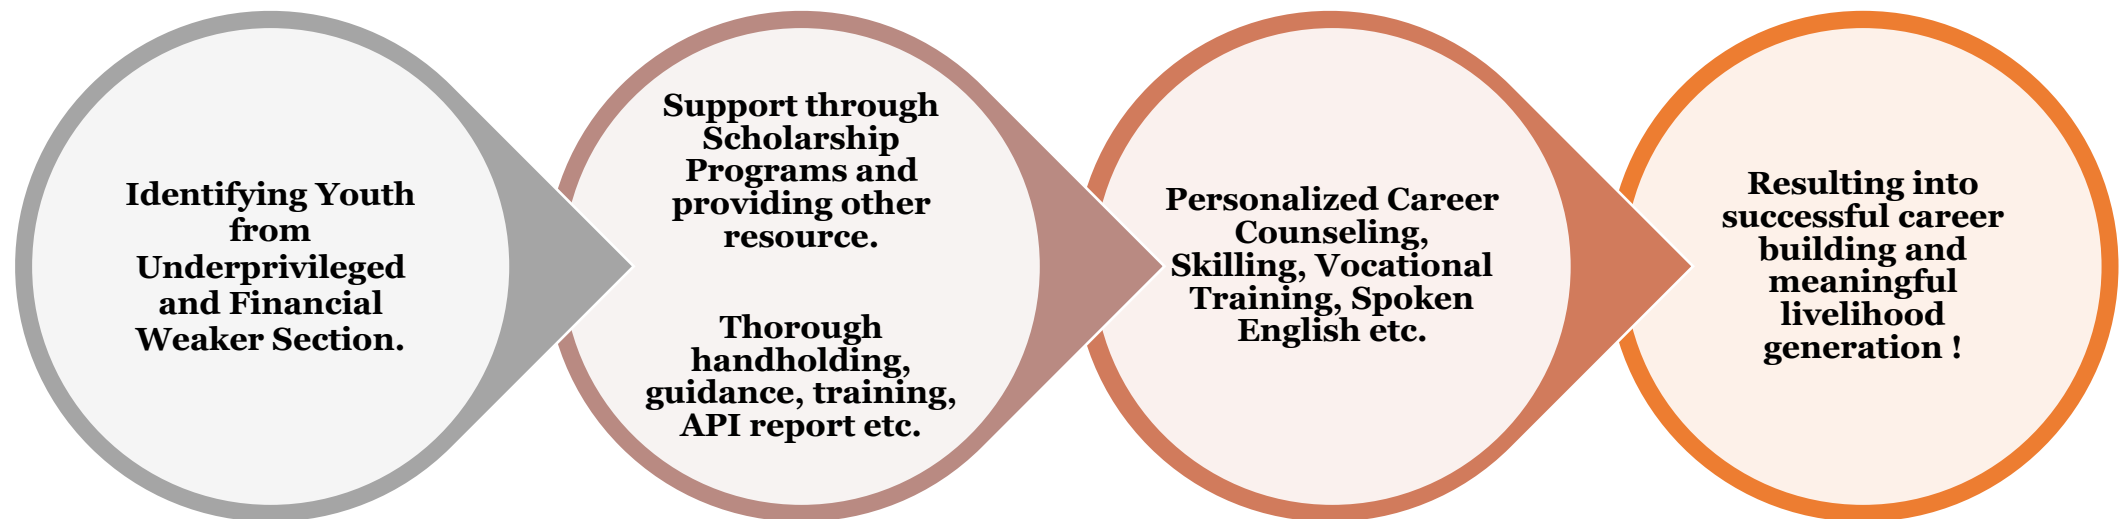 Identifying Youth
from
Underprivileged
and Financial
Weaker Section.
Support through
Scholarship
Programs and
providing other
resource.
Thorough
handholding,
guidance, training,
API report etc.
Personalized Career
Counseling,
Skilling, Vocational
Training, Spoken
English etc.
Resulting into
successful career
building and
meaningful
livelihood
generation !